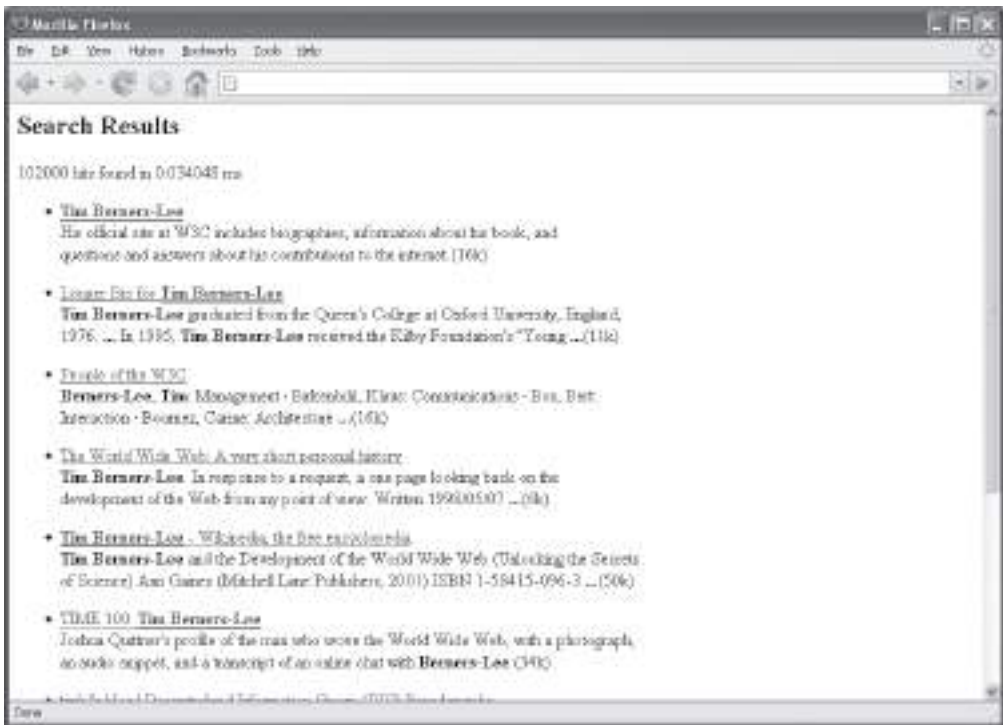 Mozilla Firefox
File Edit View History Bookmarks Tools Help
Search Results
102000 hits found in 0.034048 ms
Tim Berners-Lee
His official site at W3C includes biographies, information about his book, and
questions and answers about his contributions to the internet.(16k)
Longer Bio for Tim Berners-Lee
Tim Berners-Lee graduated from the Queen's College at Oxford University, England,
1976. ... In 1995, Tim Berners-Lee received the Kilby Foundation's "Young ...(11k)
People of the W3C
Berners-Lee, Tim: Management - Birkenbihl, Klaus: Communications - Bos, Bert:
Interaction - Boumez, Carine: Architecture ...(16k)
The World Wide Web: A very short personal history
Tim Berners-Lee. In response to a request, a one page looking back on the
development of the Web from my point of view. Written 1998/05/07 ...(6k)
Tim Berners-Lee - Wikipedia, the free encyclopedia
Tim Berners-Lee and the Development of the World Wide Web (Unlocking the Secrets
of Science) Ann Gaines (Mitchell Lane Publishers, 2001) ISBN 1-58415-096-3 ...(50k)
TIME 100: Tim Berners-Lee
Joshua Quittner's profile of the man who wove the World Wide Web, with a photograph,
an audio snippet, and a transcript of an online chat with Berners-Lee.(34k)
Done